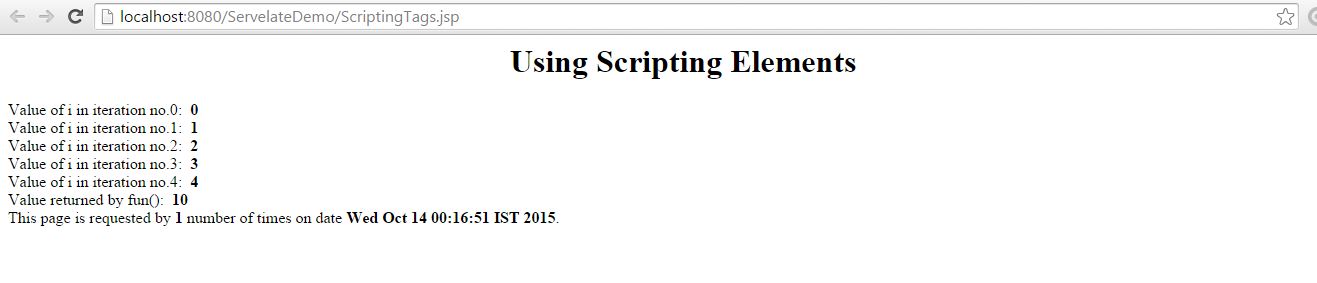 localhost:8080/ServelateDemo/ScriptingTags.jsp
Using Scripting Elements
Value of i in iteration no.0: 0
Value of i in iteration no.1: 1
Value of i in iteration no.2: 2
Value of i in iteration no.3: 3
Value of i in iteration no.4: 4
Value returned by fun(): 10
This page is requested by 1 number of times on date Wed Oct 14 00:16:51 IST 2015.